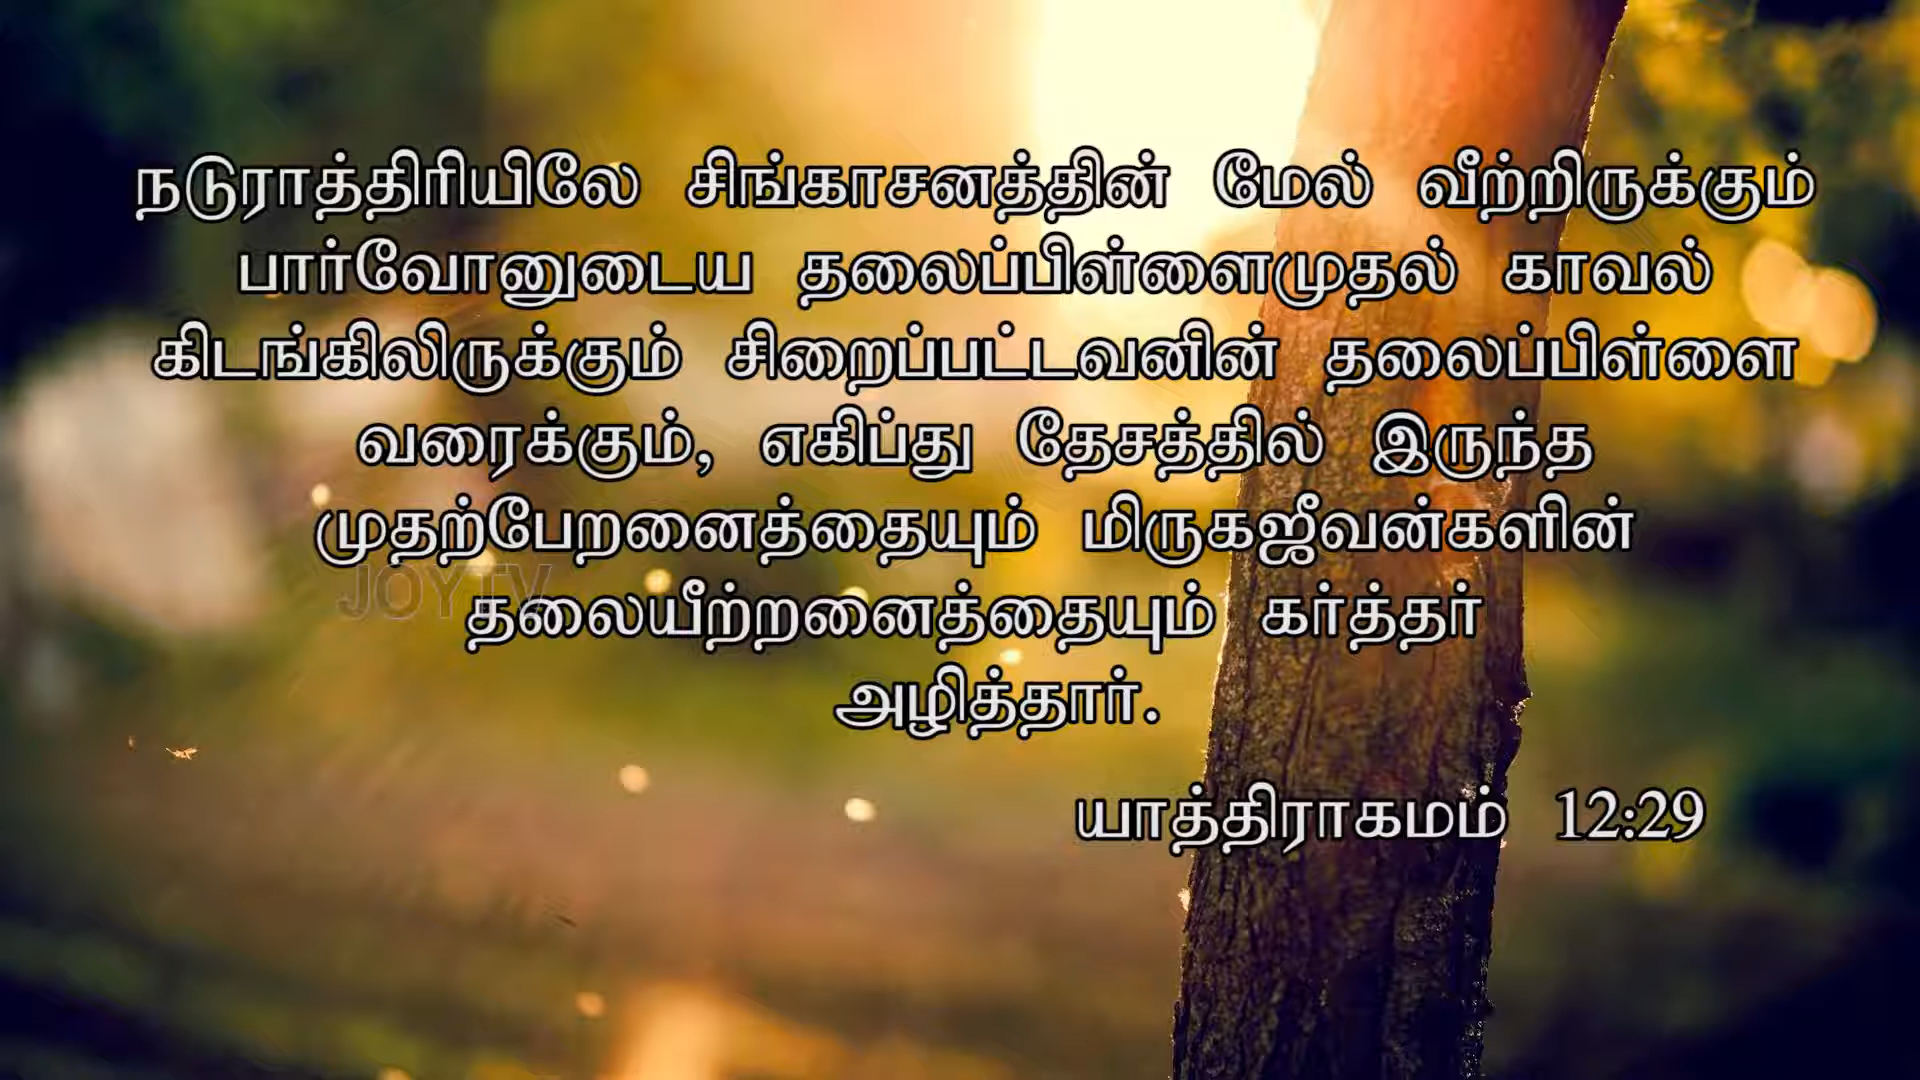 நடுராத்திரியிலே சிங்காசனத்தின் மேல் வீற்றிருக்கும்
பார்வோனுடைய தலைப்பிள்ளைமுதல் காவல்
கிடங்கிலிருக்கும் சிறைப்பட்டவனின் தலைப்பிள்ளை
வரைக்கும், எகிப்து தேசத்தில் இருந்த
முதற்பேறனைத்தையும் மிருகஜீவன்களின்
JOYTV
தலையீற்றனைத்தையும் கர்த்தர்
அழித்தார்.
யாத்திராகமம் 12:29